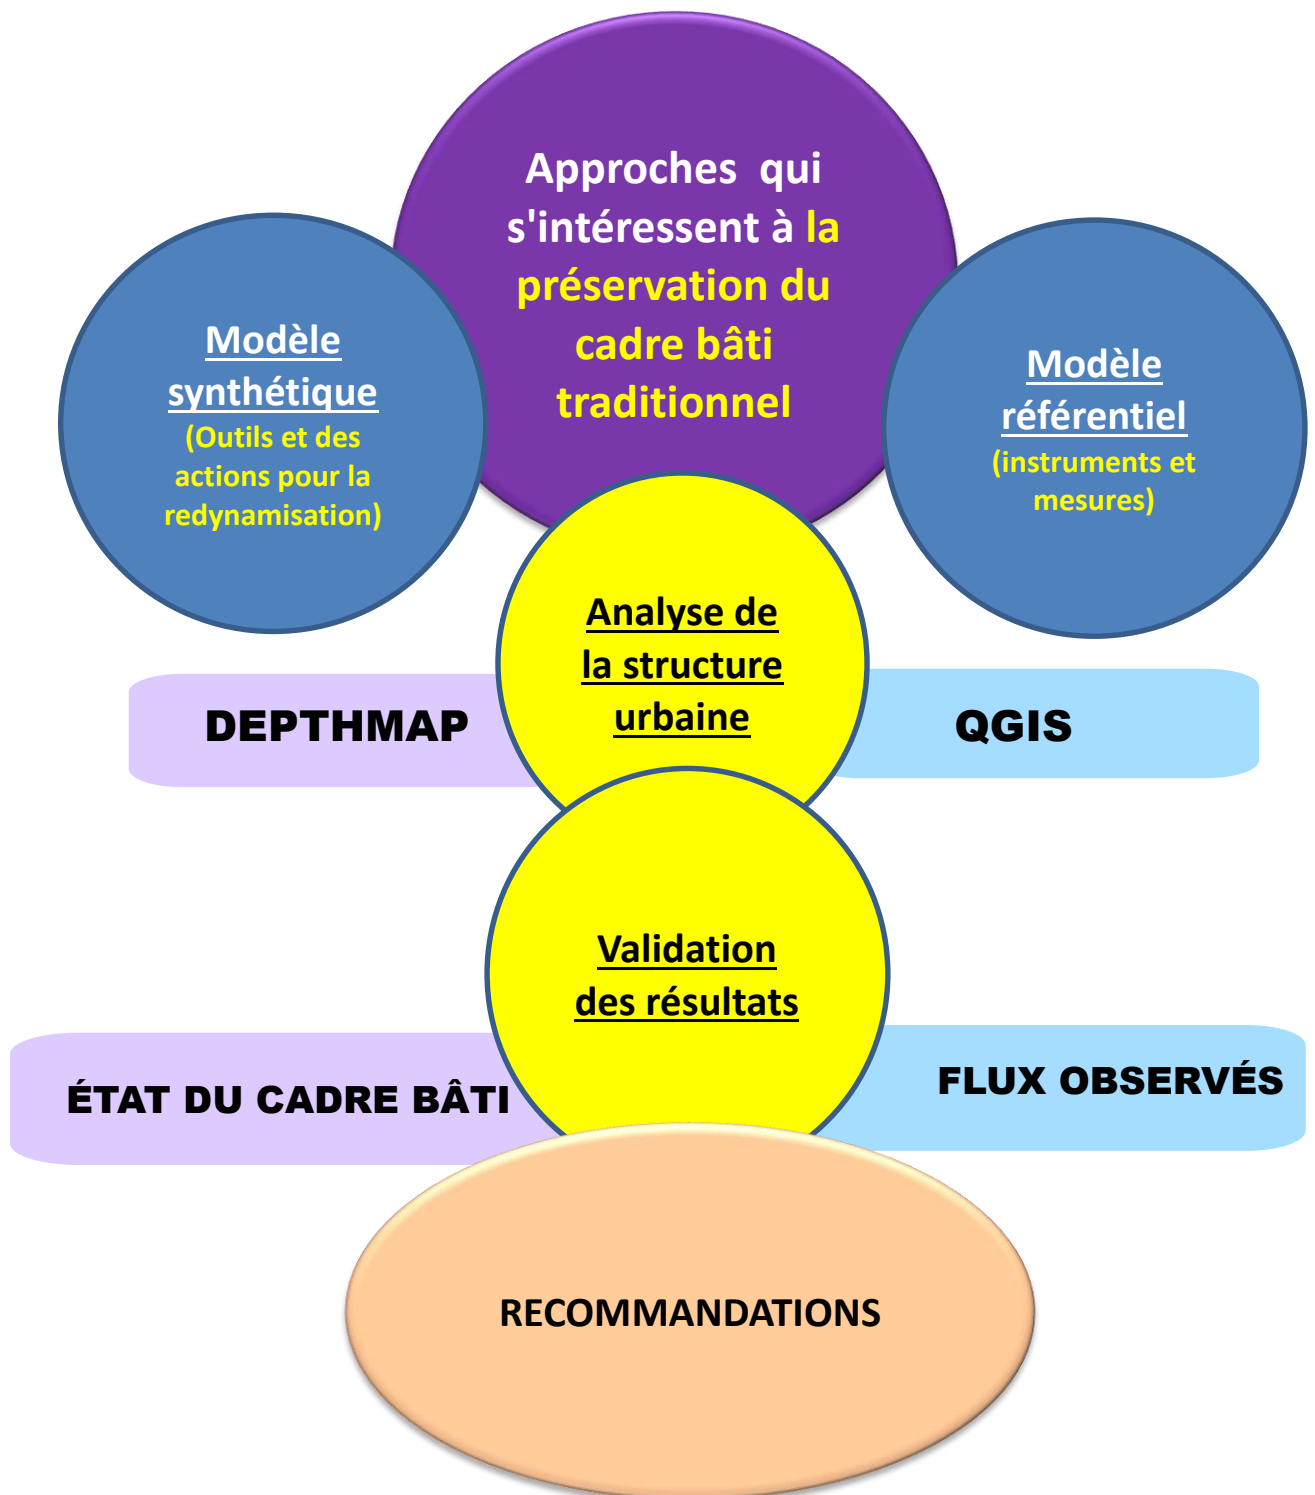 Approches qui
s'intéressent à la
préservation du
cadre bâti
traditionnel
Modèle
synthétique
(Outils et des
actions pour la
redynamisation)
Modèle
référentiel
(instruments et
mesures)
Analyse de
la structure
urbaine
DEPTHMAP
QGIS
Validation
des résultats
ÉTAT DU CADRE BÂTI
FLUX OBSERVÉS
RECOMMANDATIONS